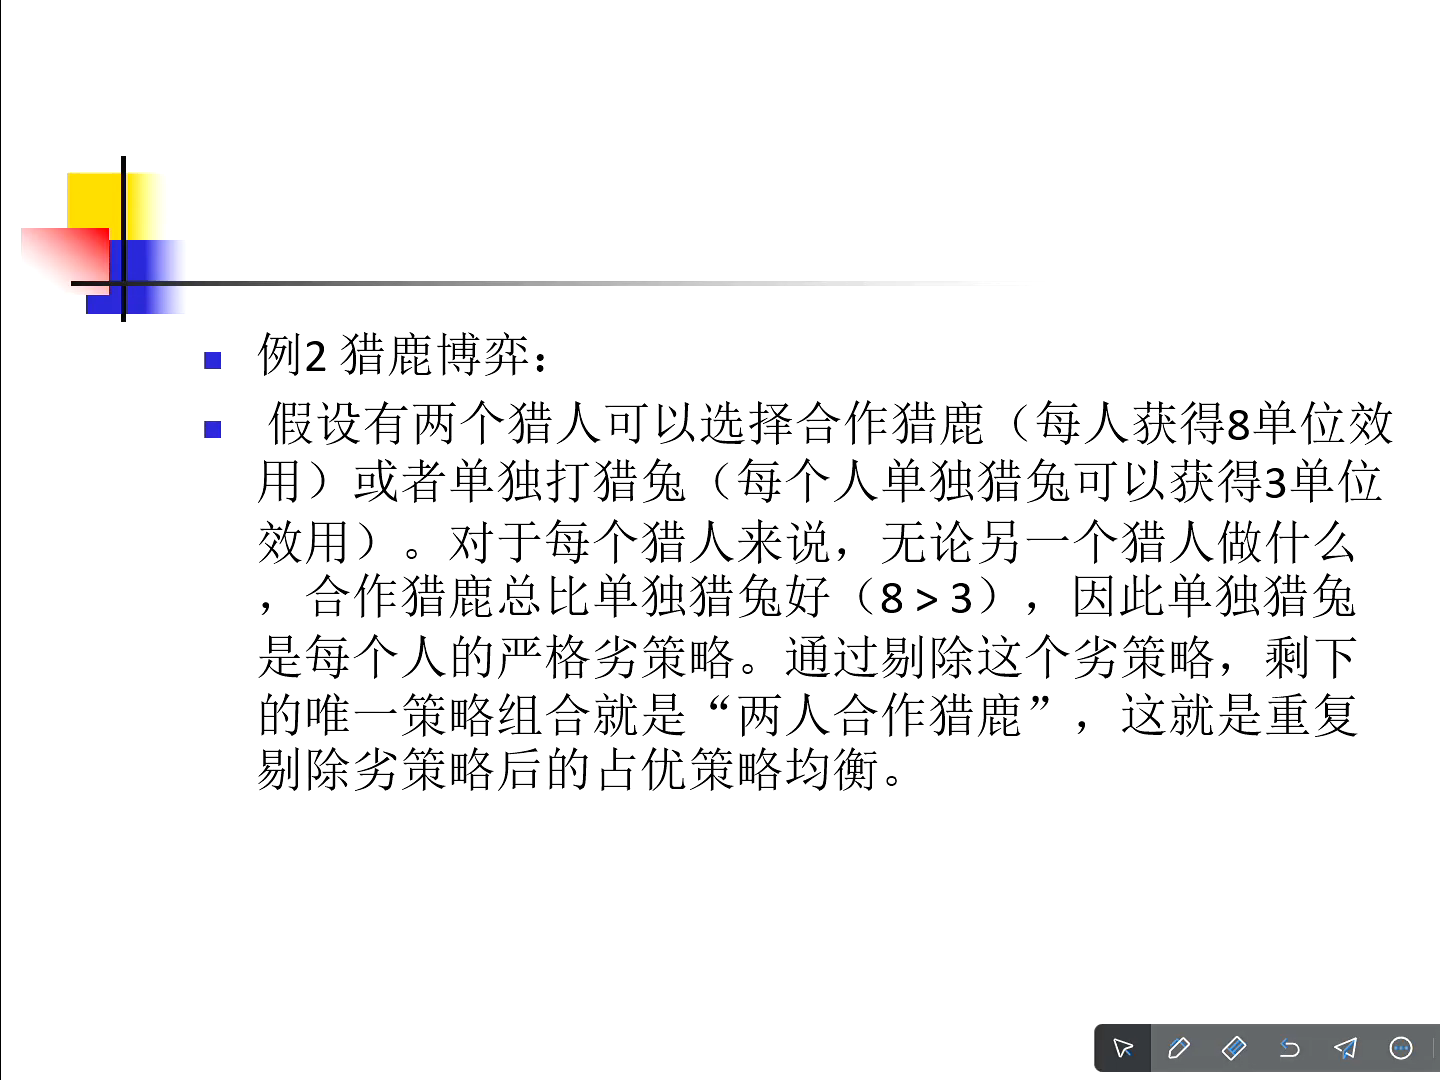 例2 猎鹿博弈：
假设有两个猎人可以选择合作猎鹿（每人获得8单位效
用）或者单独打猎兔（每个人单独猎兔可以获得3单位
效用）。对于每个猎人来说，无论另一个猎人做什么
，合作猎鹿总比单独猎兔好（8 > 3），因此单独猎兔
是每个人的严格劣策略。通过剔除这个劣策略，剩下
的唯一策略组合就是“两人合作猎鹿”，这就是重复
剔除劣策略后的占优策略均衡。